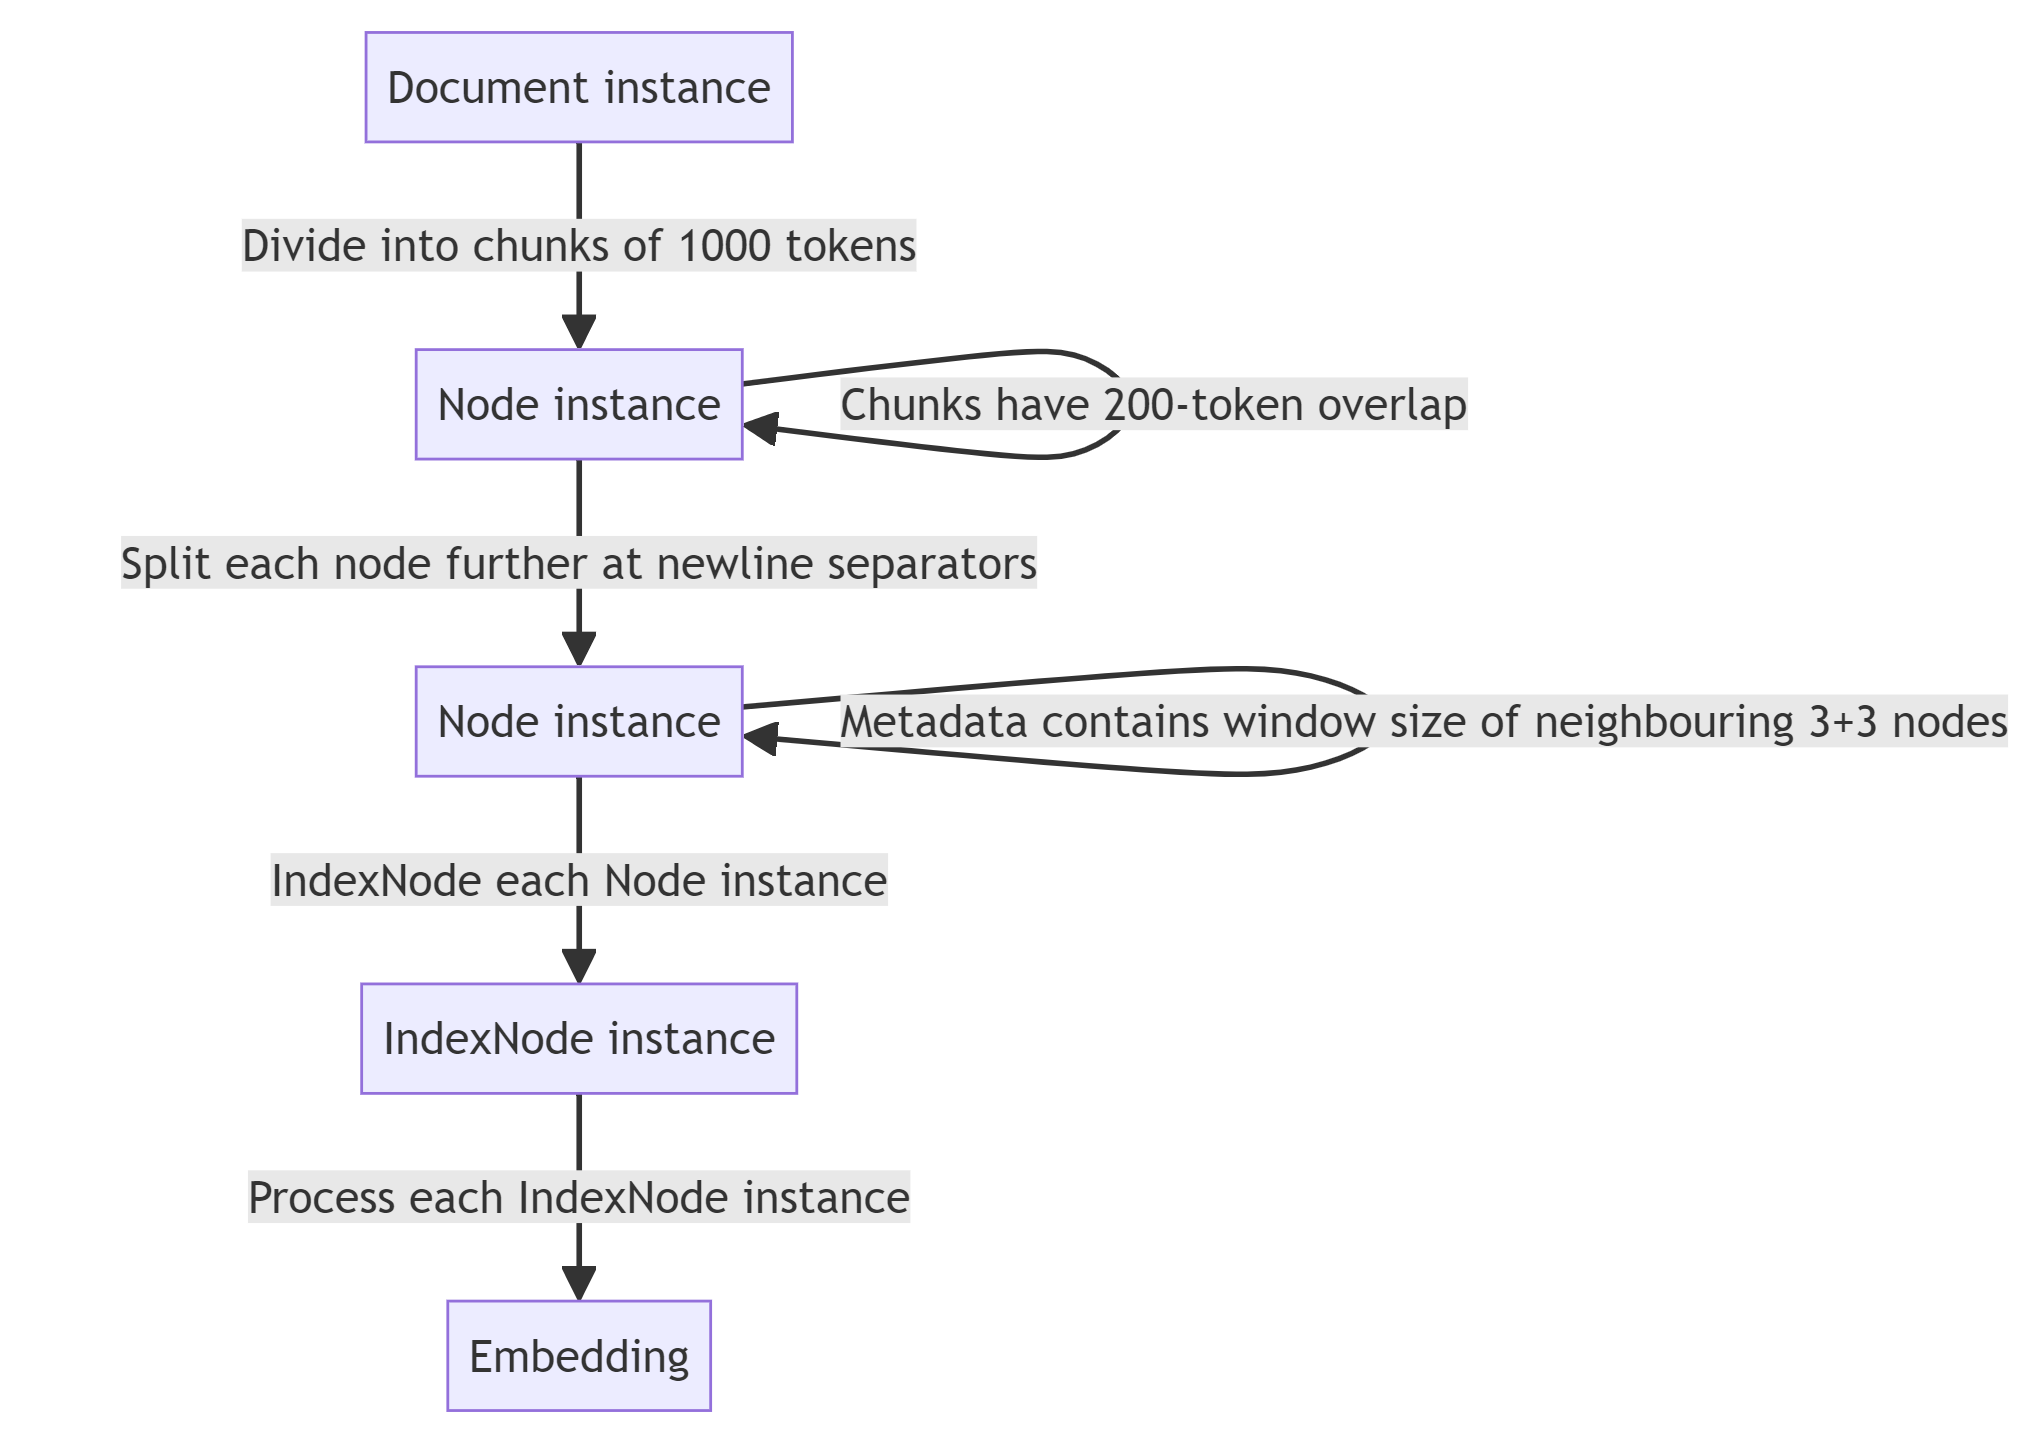 Document instance
Divide into chunks of 1000 tokens
Node instance
Chunks have 200-token overlap
Split each node further at newline separators
Node instance
Metadata contains window size of neighbouring 3+3 nodes
IndexNode each Node instance
IndexNode instance
Process each IndexNode instance
Embedding